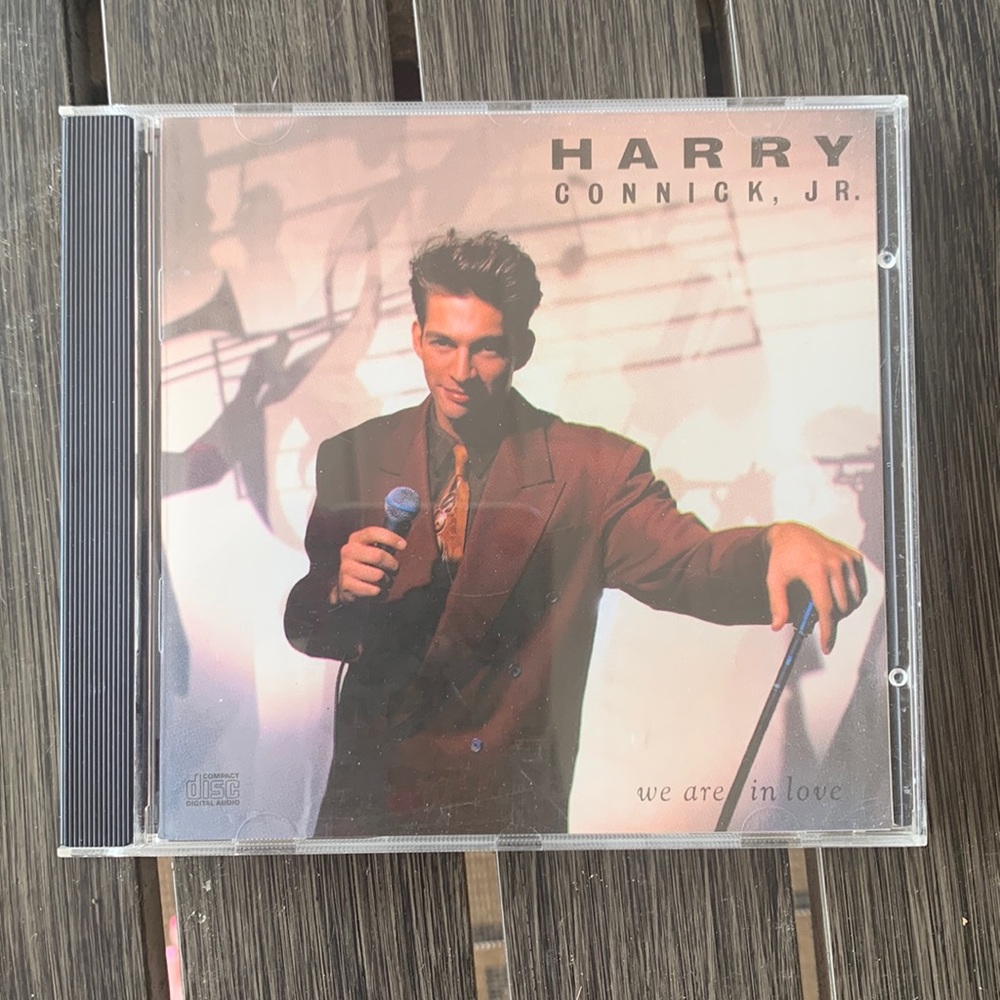 HARRY
CONNICK, JR.
COMPACT
disc
DIGITAL AUDIO
we are in love